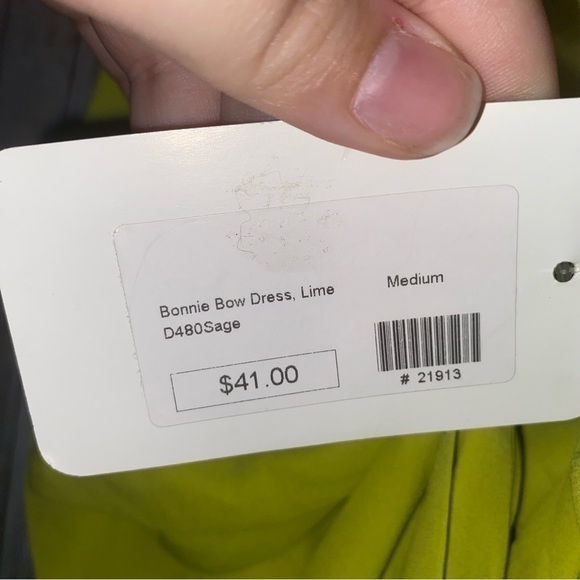 Bonnie Bow Dress, Lime
D480Sage
Medium
$41.00
# 21913